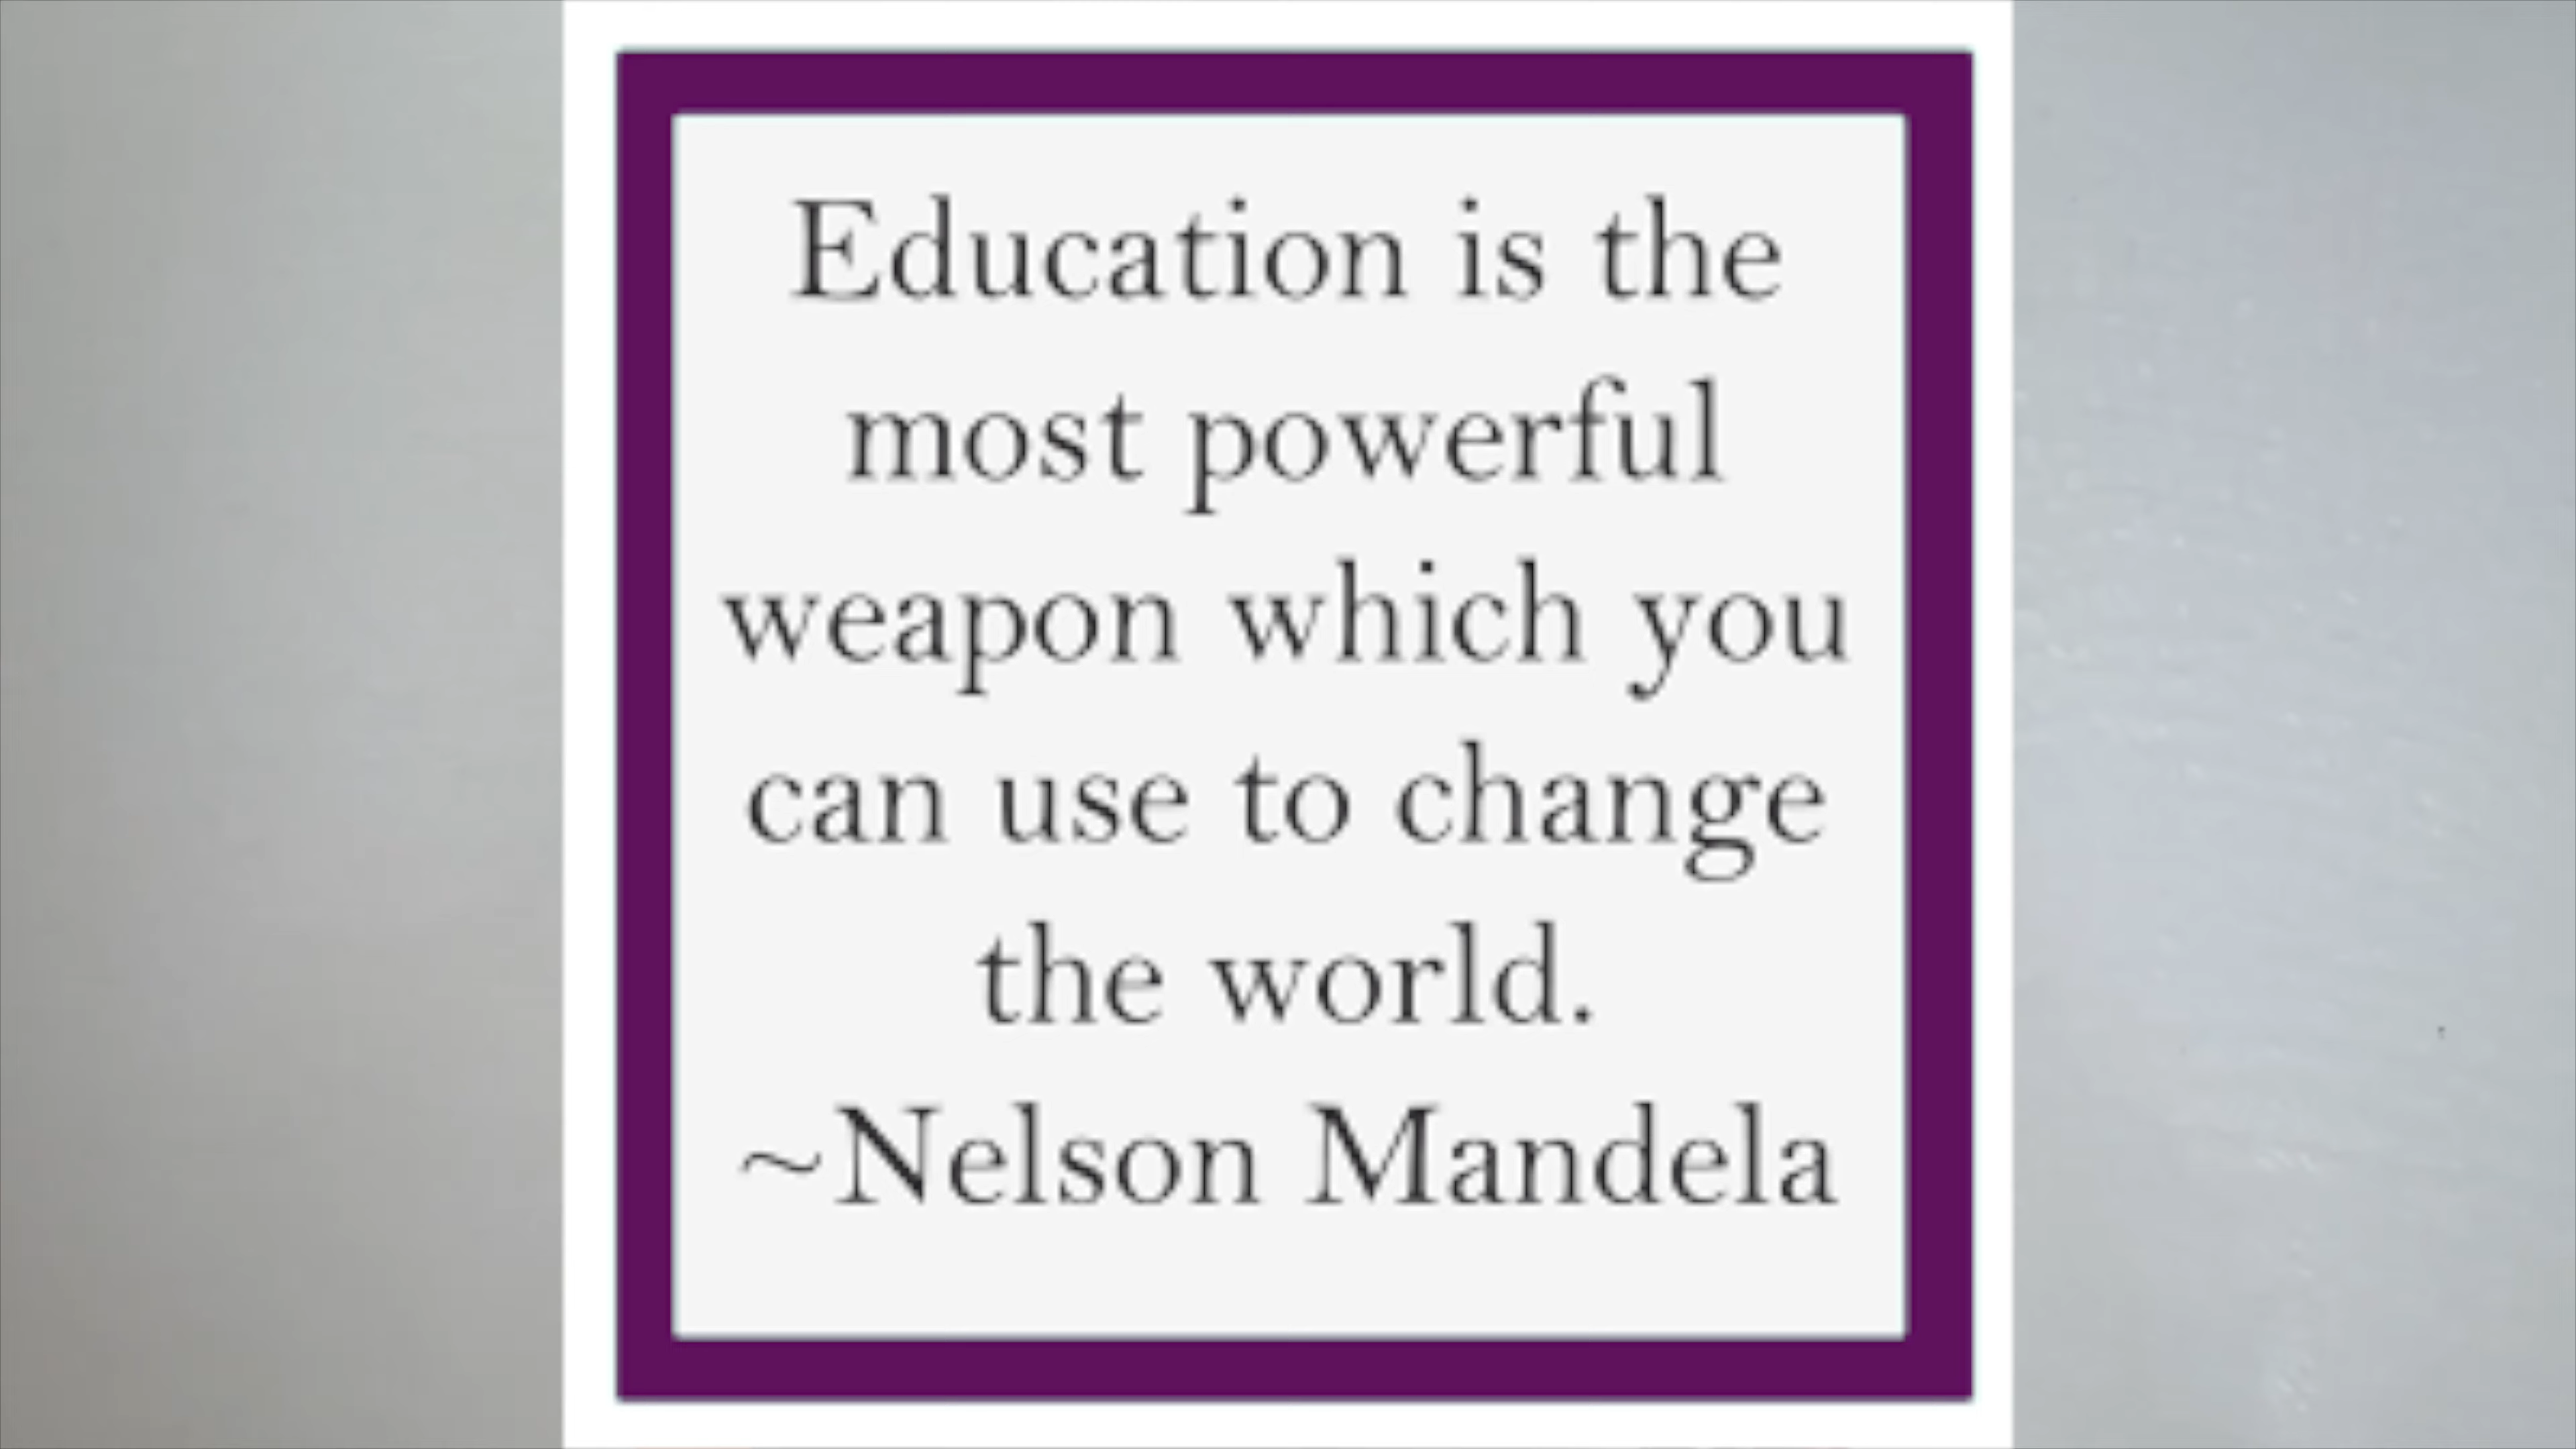 Education is the
most powerful
weapon which you
can use to change
the world.
~Nelson Mandela